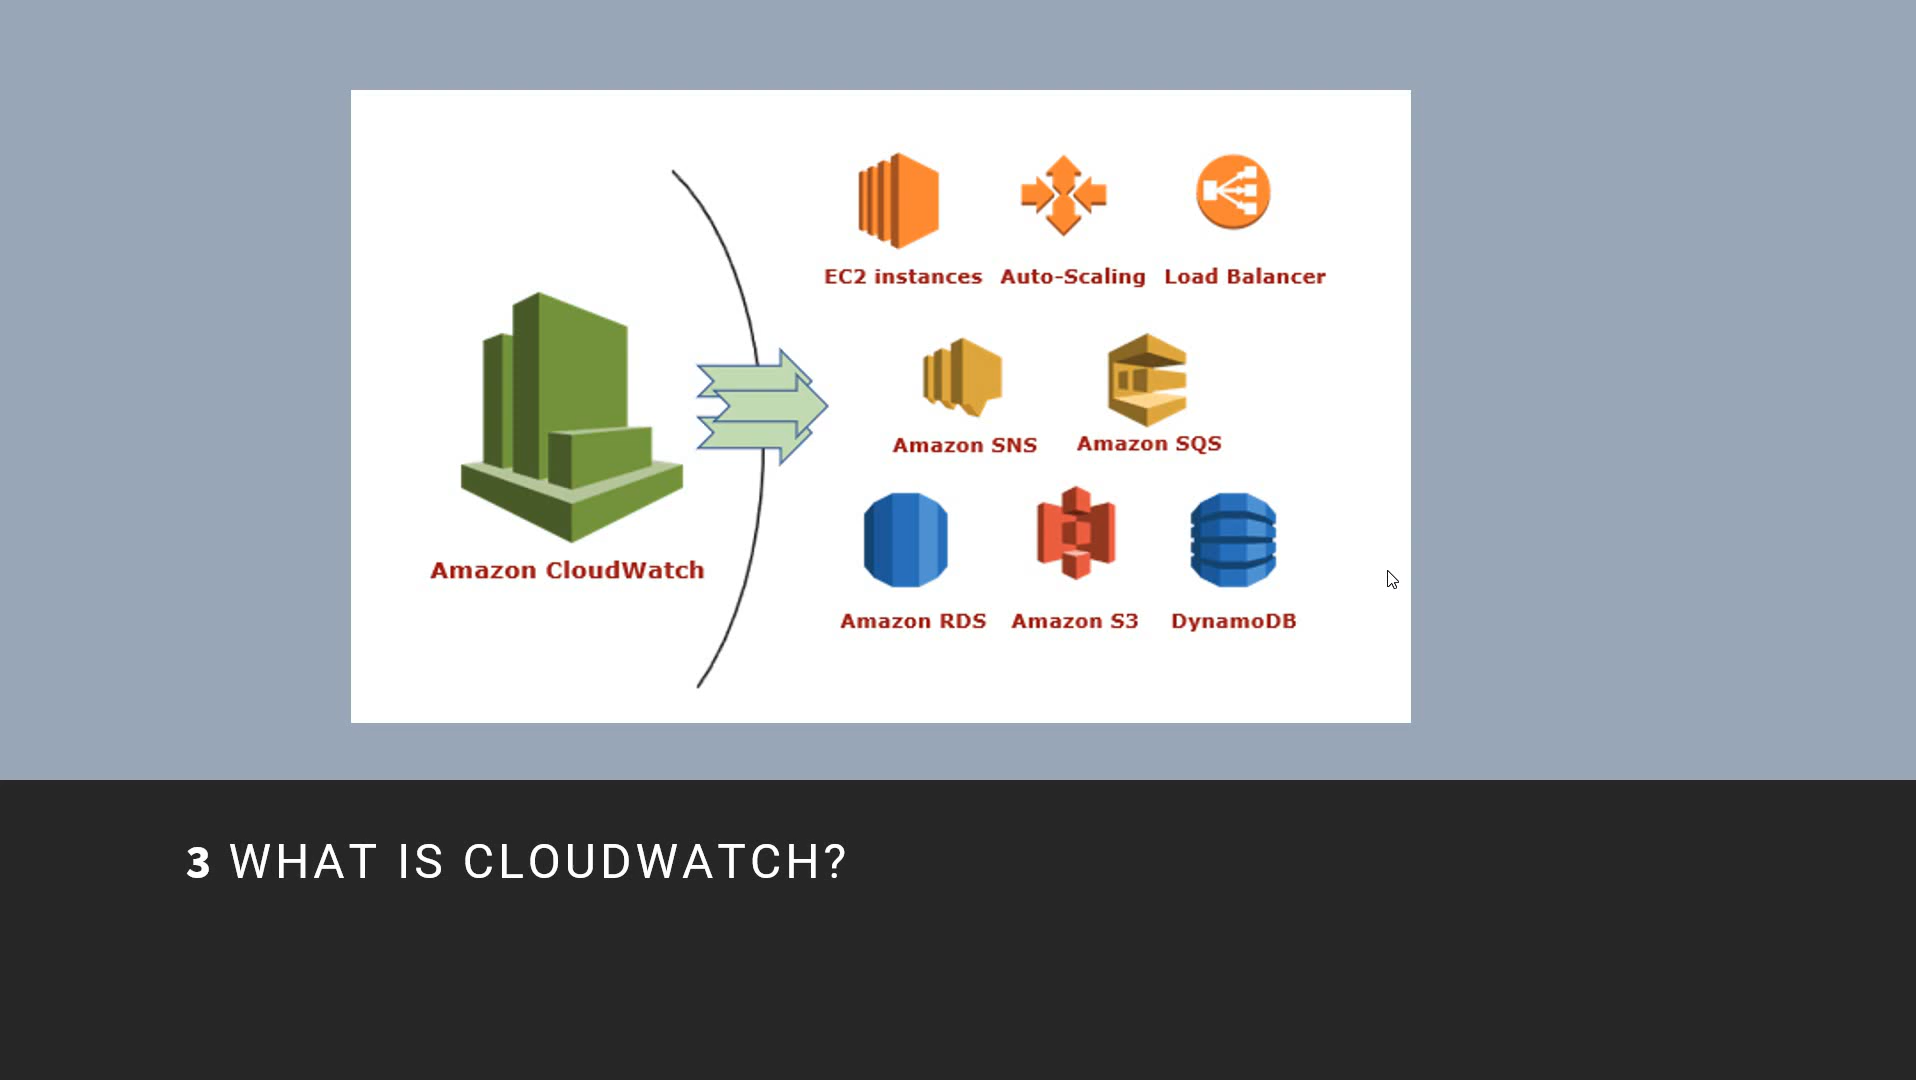 EC2 instances Auto-Scaling Load Balancer
Amazon SNS Amazon SQS
Amazon CloudWatch
Amazon RDS Amazon S3 DynamoDB
3 WHAT IS CLOUDWATCH?